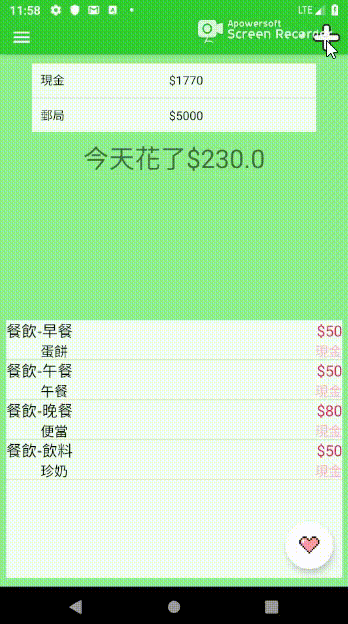 11:58
LTE
Apowersoft
Screen Recorder
現金 $1770
郵局 $5000
今天花了$230.0
餐飲-早餐 $50
蛋餅 現金
餐飲-午餐 $50
午餐 現金
餐飲-晚餐 $80
便當 現金
餐飲-飲料 $50
珍奶 現金